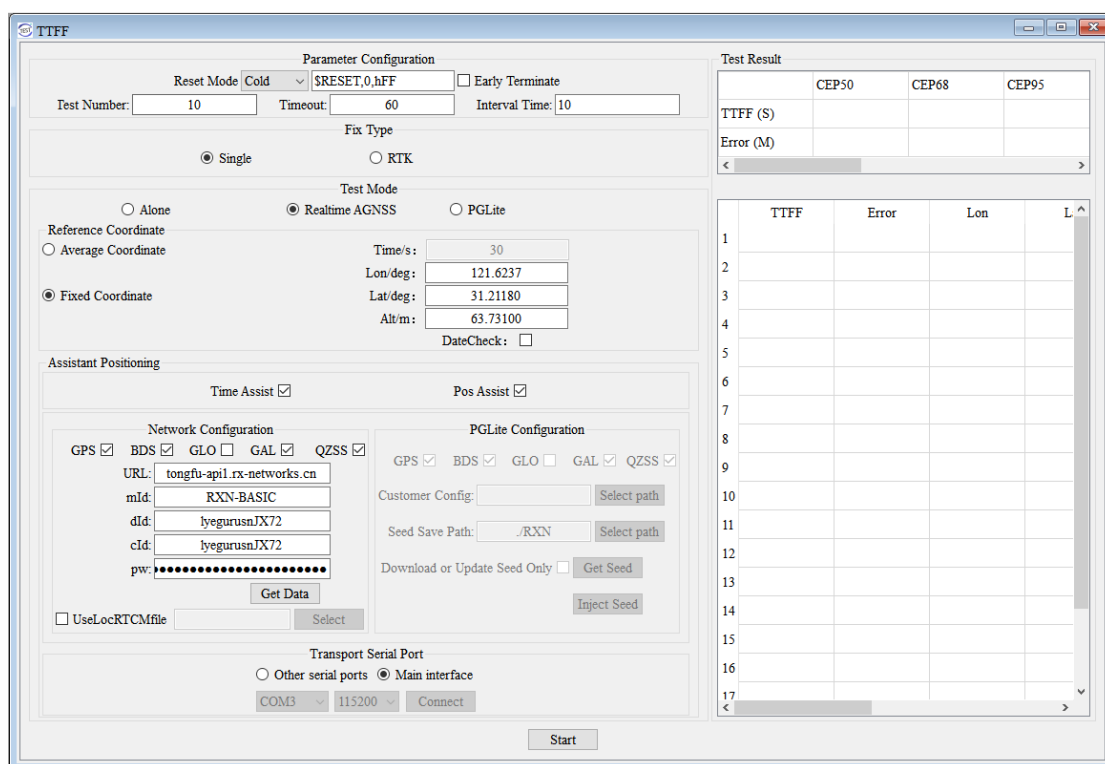 TTFF
Parameter Configuration
Reset Mode Cold $RESET,0,hFF Early Terminate
Test Number: 10 Timeout: 60 Interval Time: 10
Fix Type
Single RTK
Test Mode
Alone Realtime AGNSS PGLite
Reference Coordinate
Average Coordinate Time/s: 30
Lon/deg: 121.6237
Fixed Coordinate Lat/deg: 31.21180
Alt/m: 63.73100
DateCheck:
Assistant Positioning
Time Assist Pos Assist
Network Configuration
GPS BDS GLO GAL QZSS
URL: tongfu-api1.rx-networks.cn
mId: RXN-BASIC
dId: lyegurusnJX72
cId: lyegurusnJX72
pw: ●●●●●●●●●●●●●●●●●●●●●●●
Get Data
UseLocRTCMfile Select
PGLite Configuration
GPS BDS GLO GAL QZSS
Customer Config: Select path
Seed Save Path: ./RXN Select path
Download or Update Seed Only Get Seed
Inject Seed
Transport Serial Port
Other serial ports Main interface
COM3 115200 Connect
Test Result
CEP50 CEP68 CEP95
TTFF (S)
Error (M)
TTFF Error Lon
1
2
3
4
5
6
7
8
9
10
11
12
13
14
15
16
17
Start